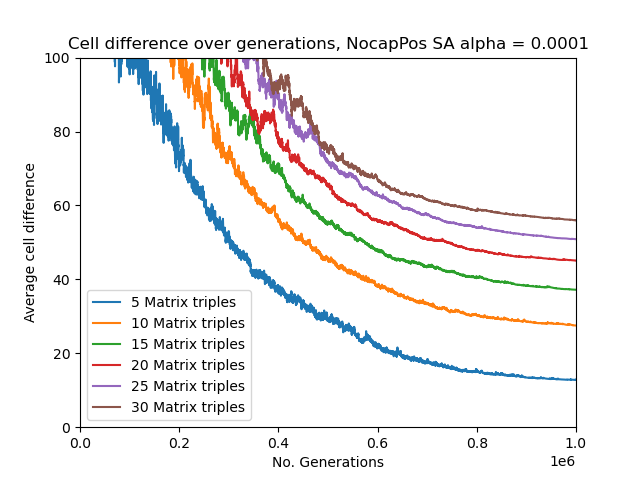 Cell difference over generations, NocapPos SA alpha = 0.0001
Average cell difference
100
80
60
40
20
0
5 Matrix triples
10 Matrix triples
15 Matrix triples
20 Matrix triples
25 Matrix triples
30 Matrix triples
0.0 0.2 0.4 0.6 0.8 1.0
1e6
No. Generations